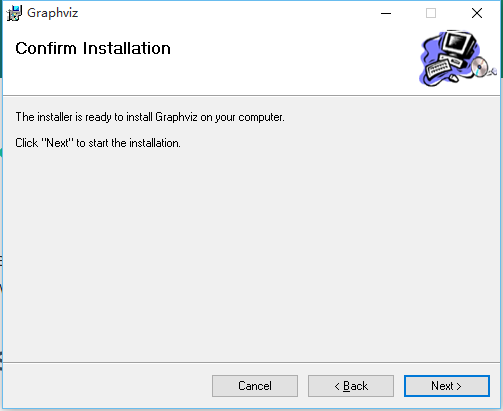 Graphviz
Confirm Installation
The installer is ready to install Graphviz on your computer.
Click "Next" to start the installation.
Cancel
< Back
Next >